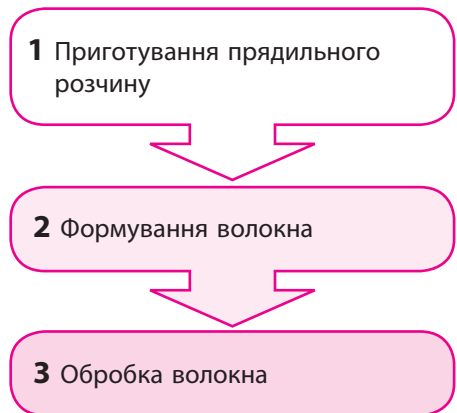 1 Приготування прядильного
розчину
2 Формування волокна
3 Обробка волокна